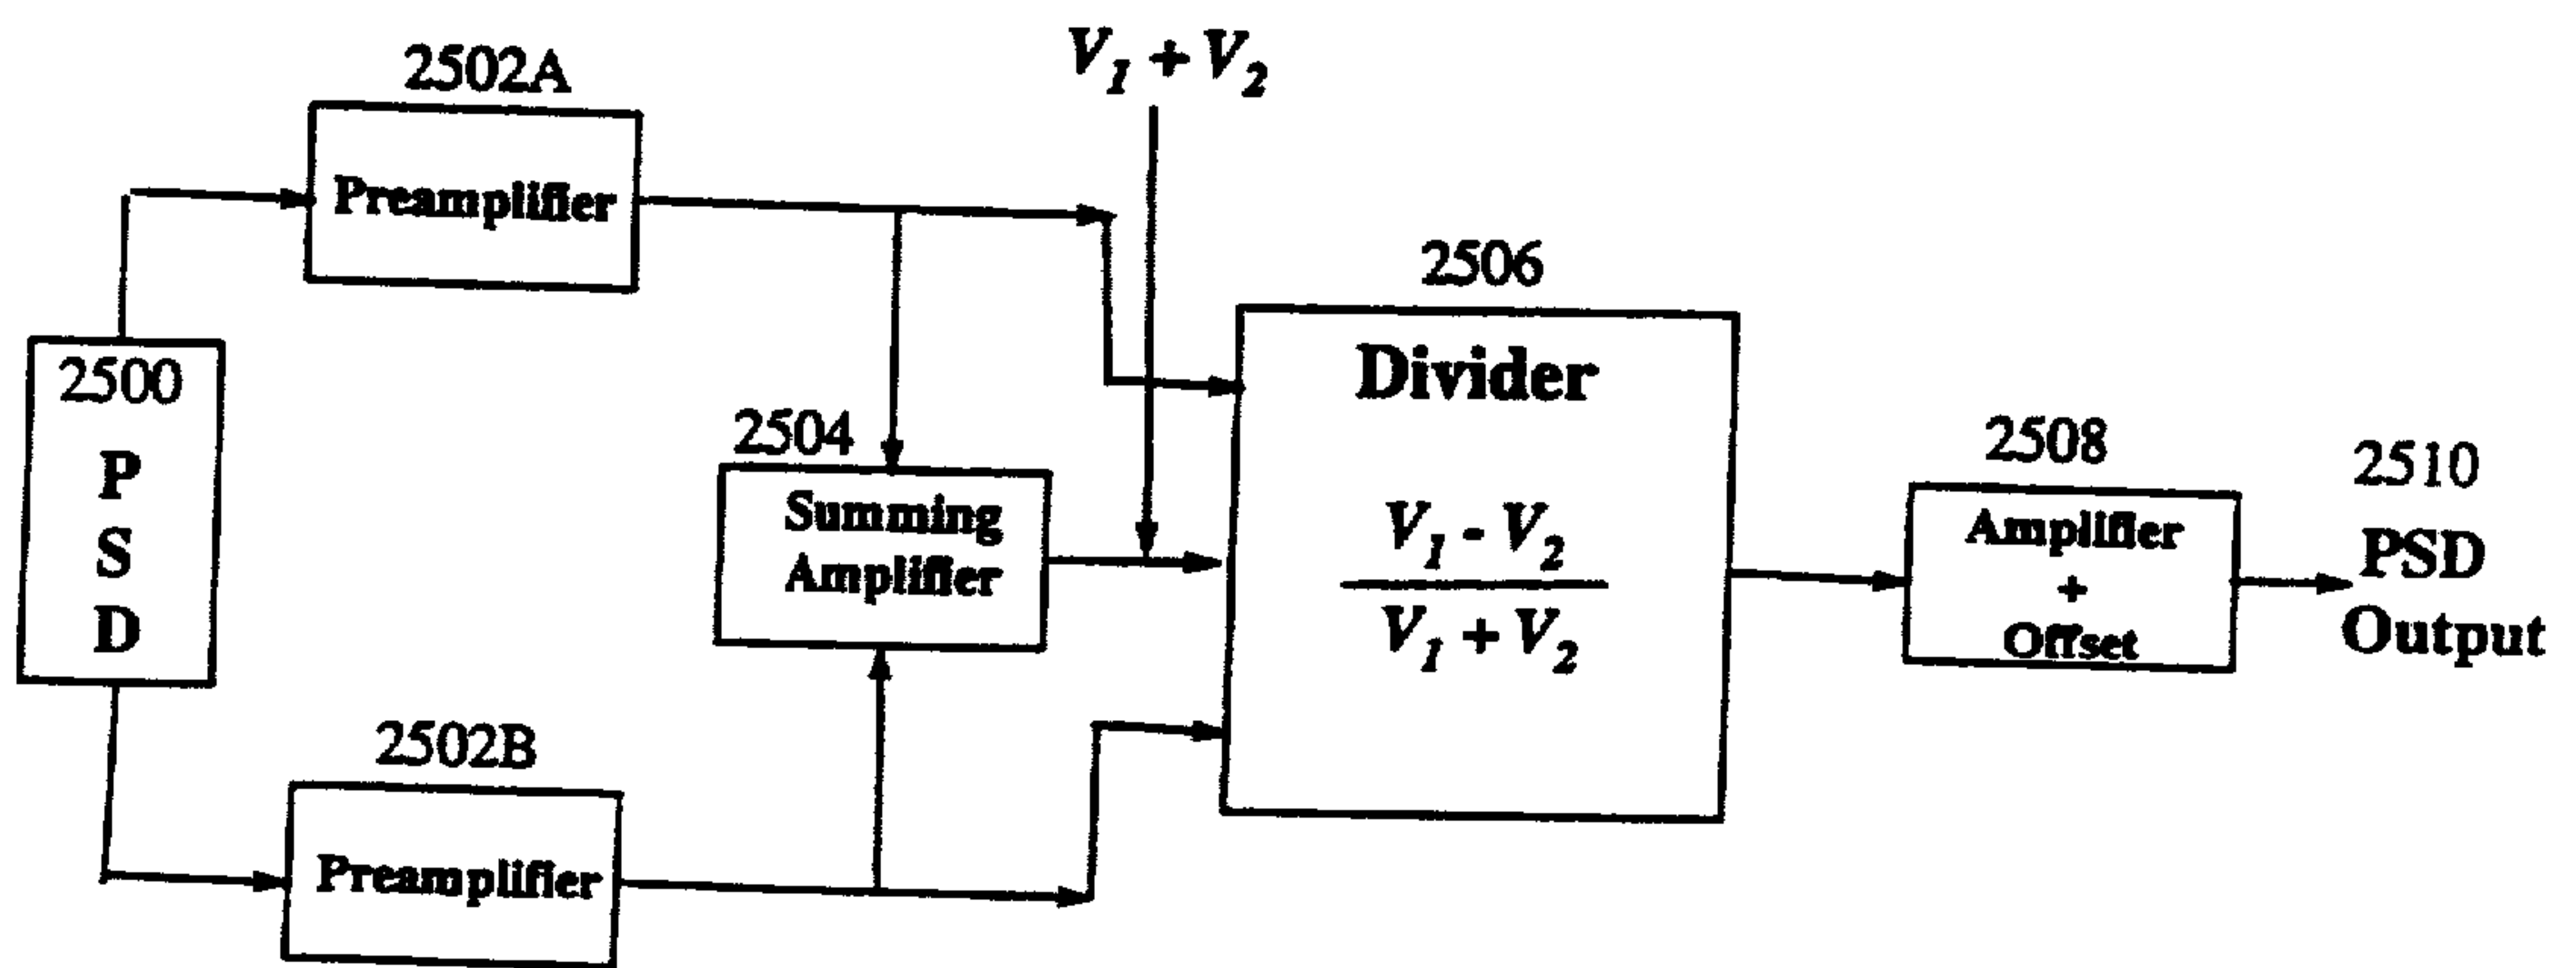 V1 + V2
2502A
Preamplifier
2506
Divider
V1 - V2
V1 + V2
2500
P
S
D
2504
Summing
Amplifier
2508
Amplifier
+
Offset
2510
PSD
Output
2502B
Preamplifier